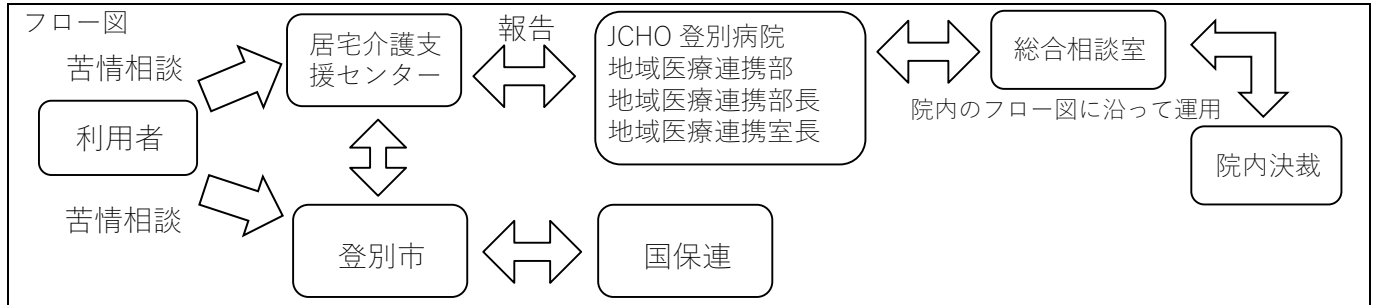 フロー図
苦情相談
利用者
苦情相談
居宅介護支
援センター
報告
JCHO 登別病院
地域医療連携部
地域医療連携部長
地域医療連携室長
総合相談室
院内のフロー図に沿って運用
院内決裁
登別市
国保連